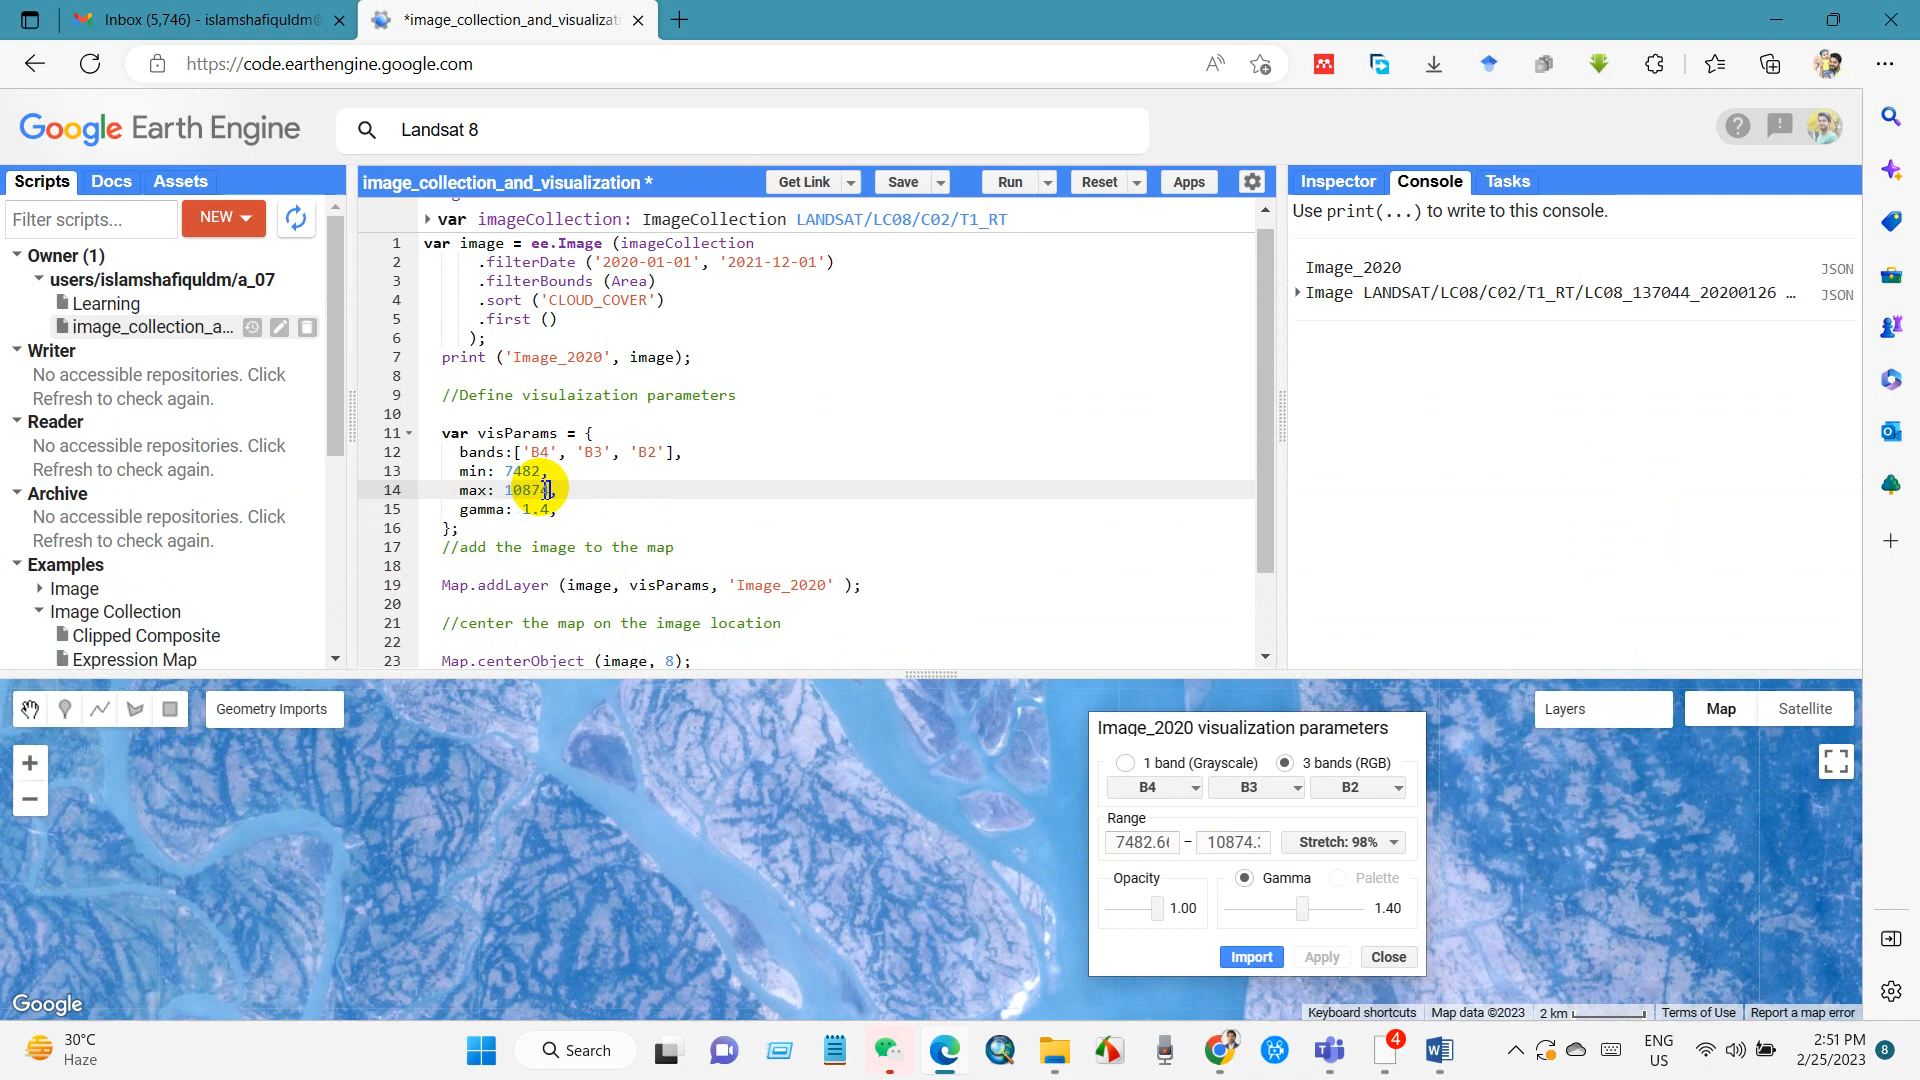 Inbox (5,746) - islamshafiquldm@
*image_collection_and_visualizat
https://code.earthengine.google.com
Google Earth Engine
Landsat 8
Scripts
Docs
Assets
image_collection_and_visualization *
Get Link
Save
Run
Reset
Apps
Inspector
Console
Tasks
Filter scripts...
NEW
Owner (1)
users/islamshafiquldm/a_07
Learning
image_collection_a...
Writer
No accessible repositories. Click
Refresh to check again.
Reader
No accessible repositories. Click
Refresh to check again.
Archive
No accessible repositories. Click
Refresh to check again.
Examples
Image
Image Collection
Clipped Composite
Expression Map
var imageCollection: ImageCollection LANDSAT/LC08/C02/T1_RT
1 var image = ee.Image (imageCollection
2 .filterDate ('2020-01-01', '2021-12-01')
3 .filterBounds (Area)
4 .sort ('CLOUD_COVER')
5 .first ()
6 );
7 print ('Image_2020', image);
8
9 //Define visulaization parameters
10
11 var visParams = {
12 bands:['B4', 'B3', 'B2'],
13 min: 7482,
14 max: 10874,
15 gamma: 1.4,
16 };
17 //add the image to the map
18
19 Map.addLayer (image, visParams, 'Image_2020' );
20
21 //center the map on the image location
22
23 Map.centerObject (image, 8);
Use print(...) to write to this console.
Image_2020 JSON
Image LANDSAT/LC08/C02/T1_RT/LC08_137044_20200126 … JSON
Geometry Imports
Layers
Map
Satellite
Image_2020 visualization parameters
1 band (Grayscale)
3 bands (RGB)
B4
B3
B2
Range
7482.66 – 10874.
Stretch: 98%
Opacity
1.00
Gamma
Palette
1.40
Import
Apply
Close
Google
Keyboard shortcuts
Map data ©2023
2 km
Terms of Use
Report a map error
30°C
Haze
Search
4
ENG
US
2:51 PM
2/25/2023
8